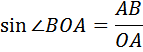 sin ∠BOA = AB/OA